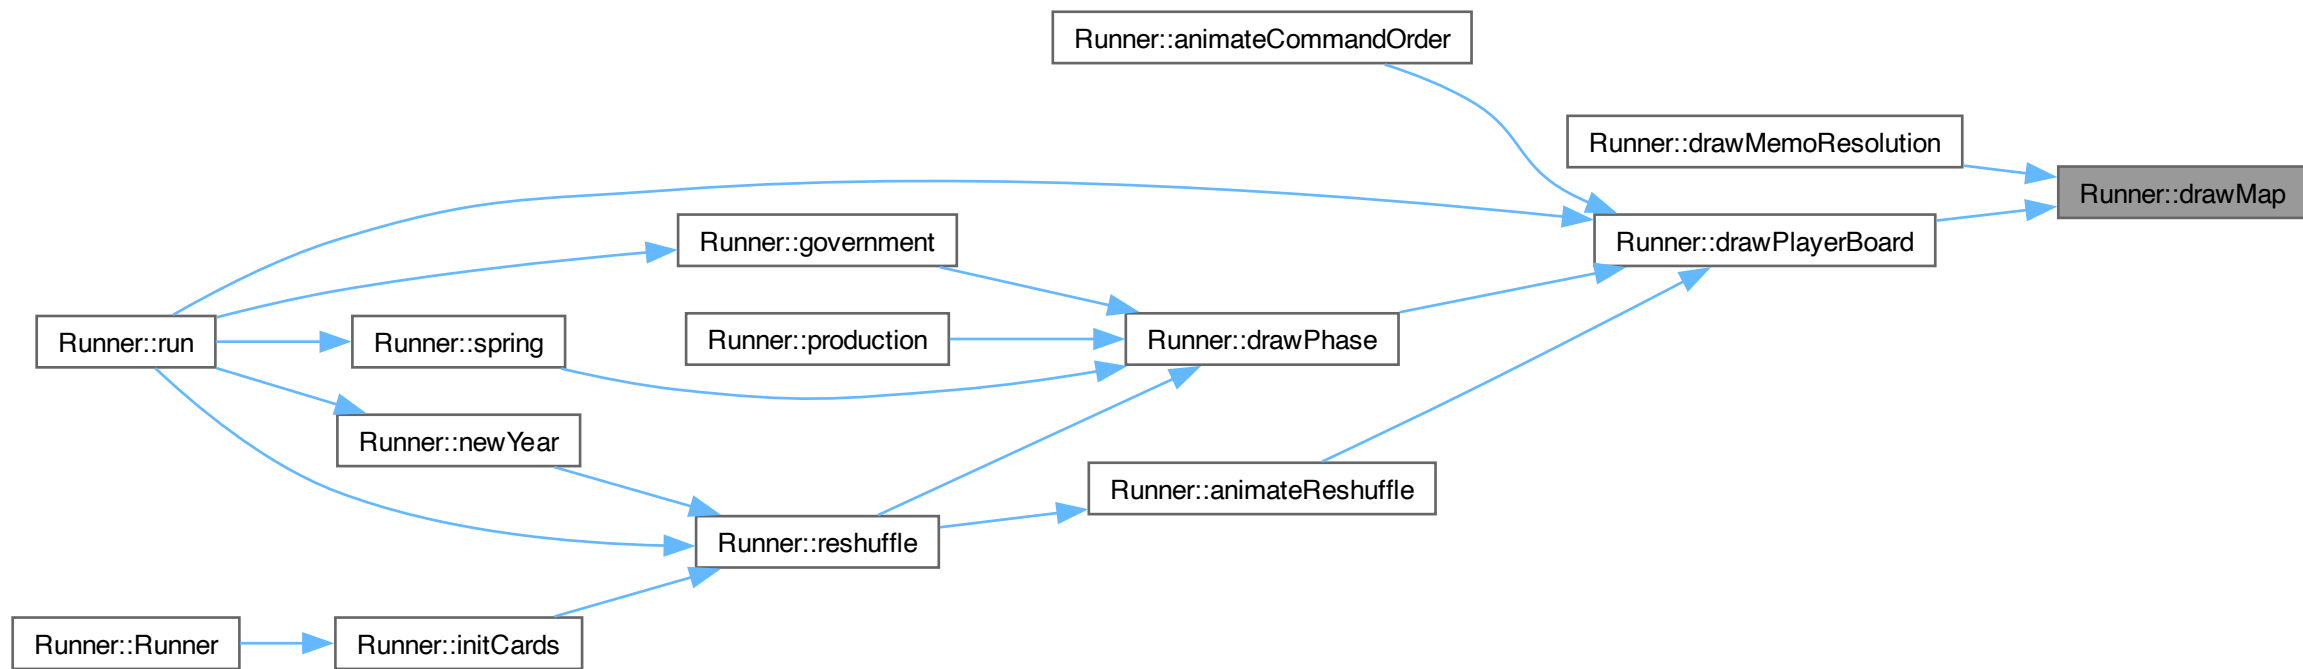 Runner::animateCommandOrder
Runner::drawMemoResolution
Runner::drawMap
Runner::government
Runner::drawPlayerBoard
Runner::run
Runner::spring
Runner::production
Runner::drawPhase
Runner::newYear
Runner::animateReshuffle
Runner::reshuffle
Runner::Runner
Runner::initCards